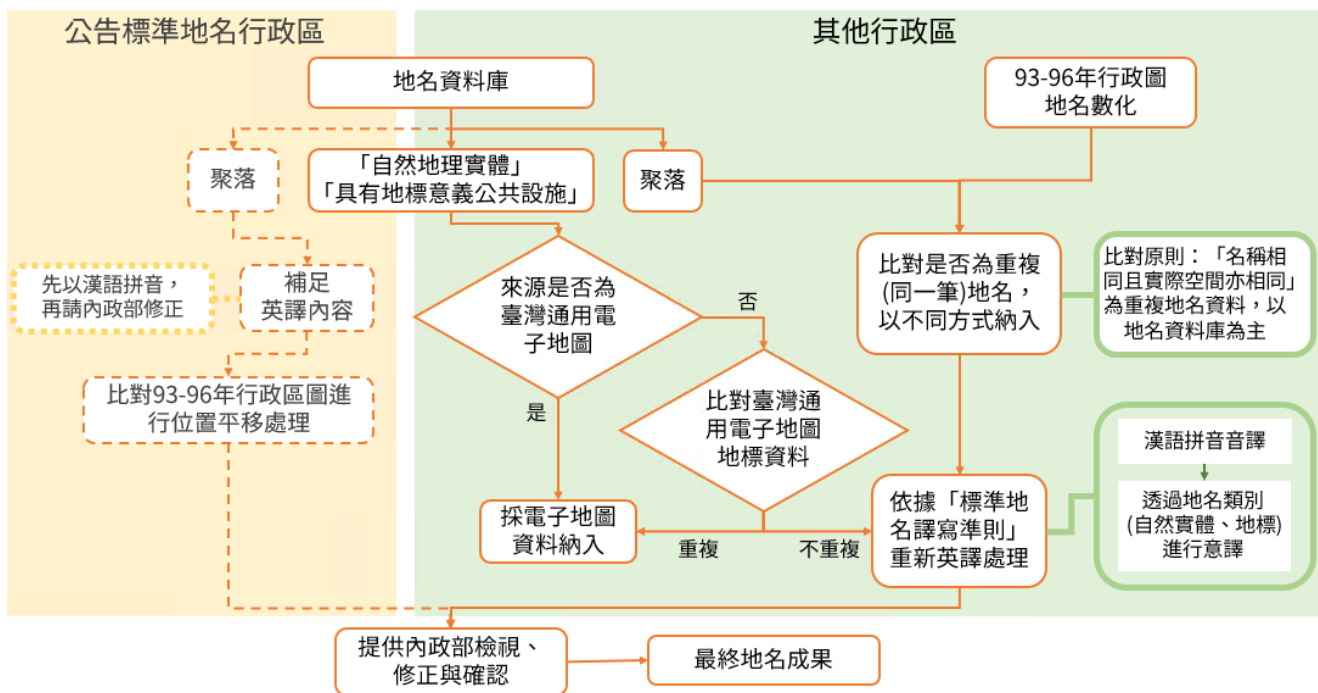 公告標準地名行政區
其他行政區
地名資料庫
93-96年行政圖
地名數化
聚落
「自然地理實體」
「具有地標意義公共設施」
聚落
先以漢語拼音，
再請內政部修正
補足
英譯內容
來源是否為
臺灣通用電
子地圖
否
比對是否為重複
(同一筆)地名，
以不同方式納入
比對原則：「名稱相
同且實際空間亦相同」
為重複地名資料，以
地名資料庫為主
比對93-96年行政區圖進
行位置平移處理
是
比對臺灣通
用電子地圖
地標資料
漢語拼音音譯
透過地名類別
(自然實體、地標)
進行意譯
採電子地圖
資料納入
重複
不重複
依據「標準地
名譯寫準則」
重新英譯處理
提供內政部檢視、
修正與確認
最終地名成果